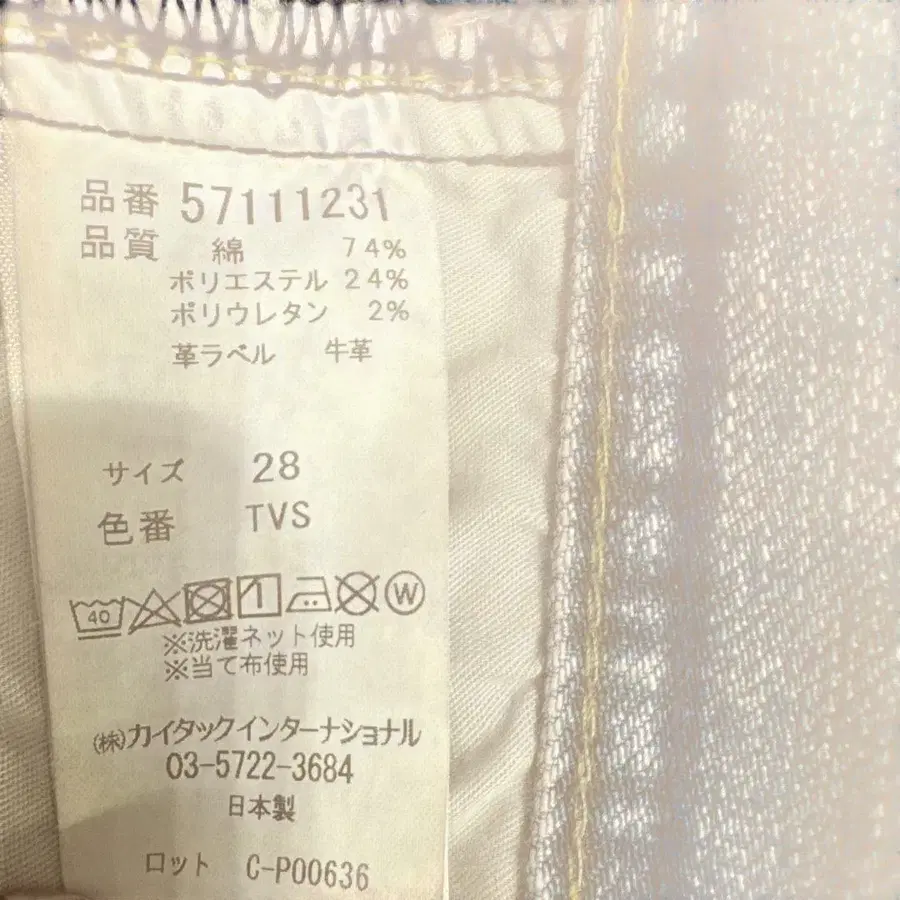 品番 57111231
品質 綿 74%
ポリエステル 24%
ポリウレタン 2%
革ラベル 牛革
サイズ 28
色番 TVS
40 W
※洗濯ネット使用
※当て布使用
㈱カイタックインターナショナル
03-5722-3684
日本製
ロット C-P00636